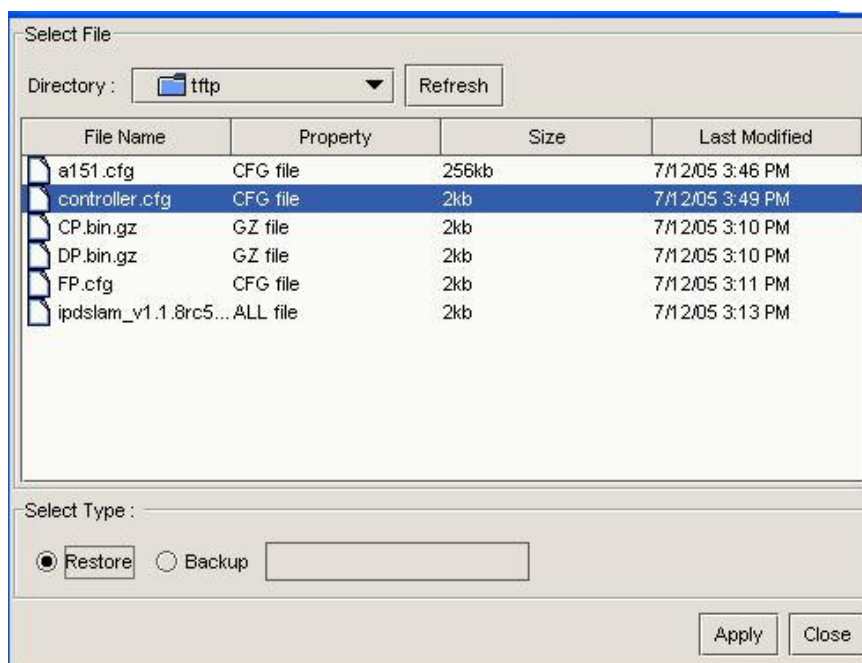 Select File
Directory : tftp Refresh
File Name Property Size Last Modified
a151.cfg CFG file 256kb 7/12/05 3:46 PM
controller.cfg CFG file 2kb 7/12/05 3:49 PM
CP.bin.gz GZ file 2kb 7/12/05 3:10 PM
DP.bin.gz GZ file 2kb 7/12/05 3:10 PM
FP.cfg CFG file 2kb 7/12/05 3:11 PM
ipdslam_v1.1.8rc5... ALL file 2kb 7/12/05 3:13 PM
Select Type :
Restore Backup
Apply Close